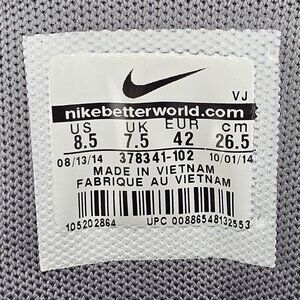 VJ
nikebetterworld.com
US UK EUR cm
8.5 7.5 42 26.5
08/13/14 378341-102 10/01/14
MADE IN VIETNAM
FABRIQUE AU VIETNAM
105202864 UPC 00886548132553